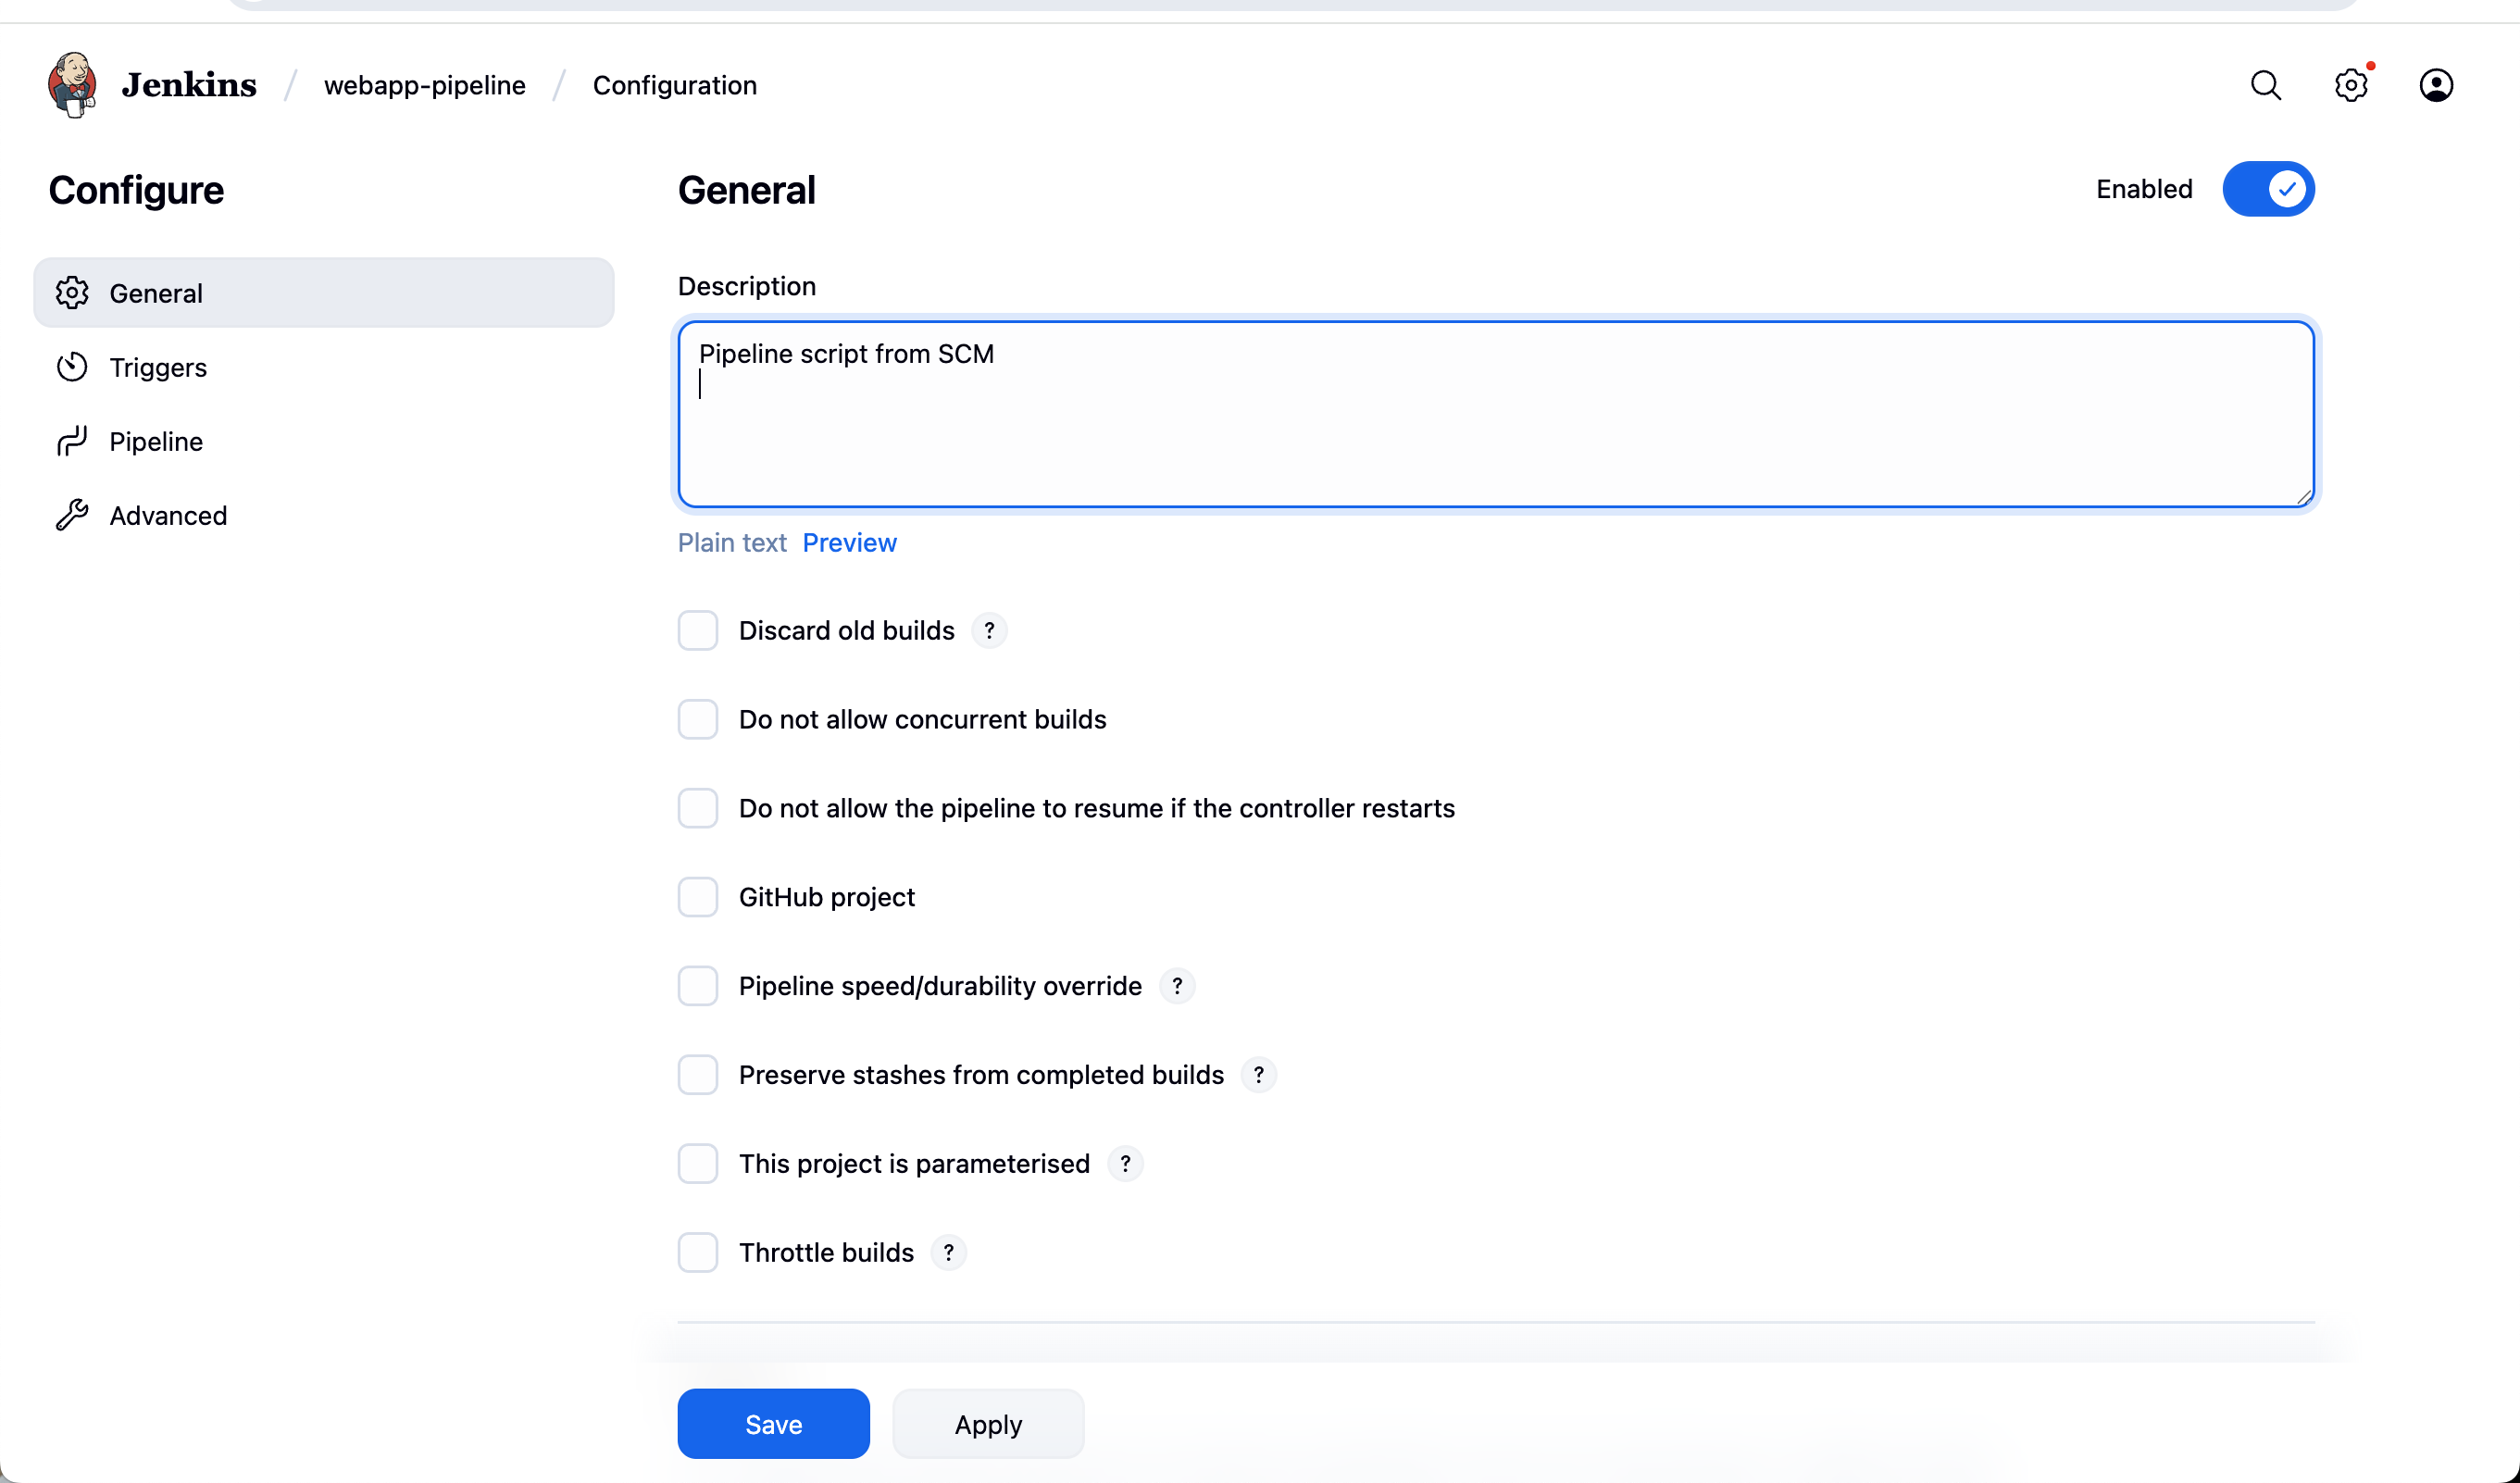 Jenkins / webapp-pipeline / Configuration
Configure
General
Triggers
Pipeline
Advanced
General
Enabled
Description
Pipeline script from SCM
Plain text Preview
Discard old builds ?
Do not allow concurrent builds
Do not allow the pipeline to resume if the controller restarts
GitHub project
Pipeline speed/durability override ?
Preserve stashes from completed builds ?
This project is parameterised ?
Throttle builds ?
Save Apply